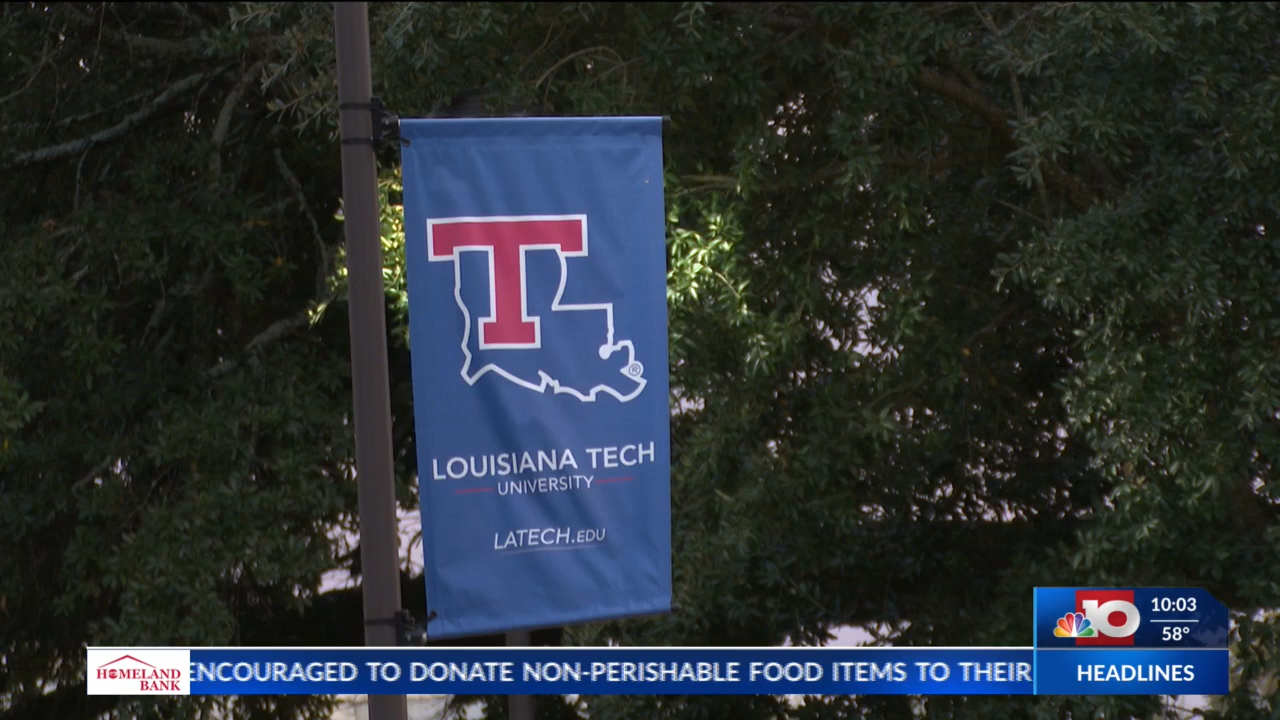 T
®
LOUISIANA TECH
UNIVERSITY
LATECH.EDU
10 10:03
58°
HOMELAND
BANK
ENCOURAGED TO DONATE NON-PERISHABLE FOOD ITEMS TO THEIR
HEADLINES